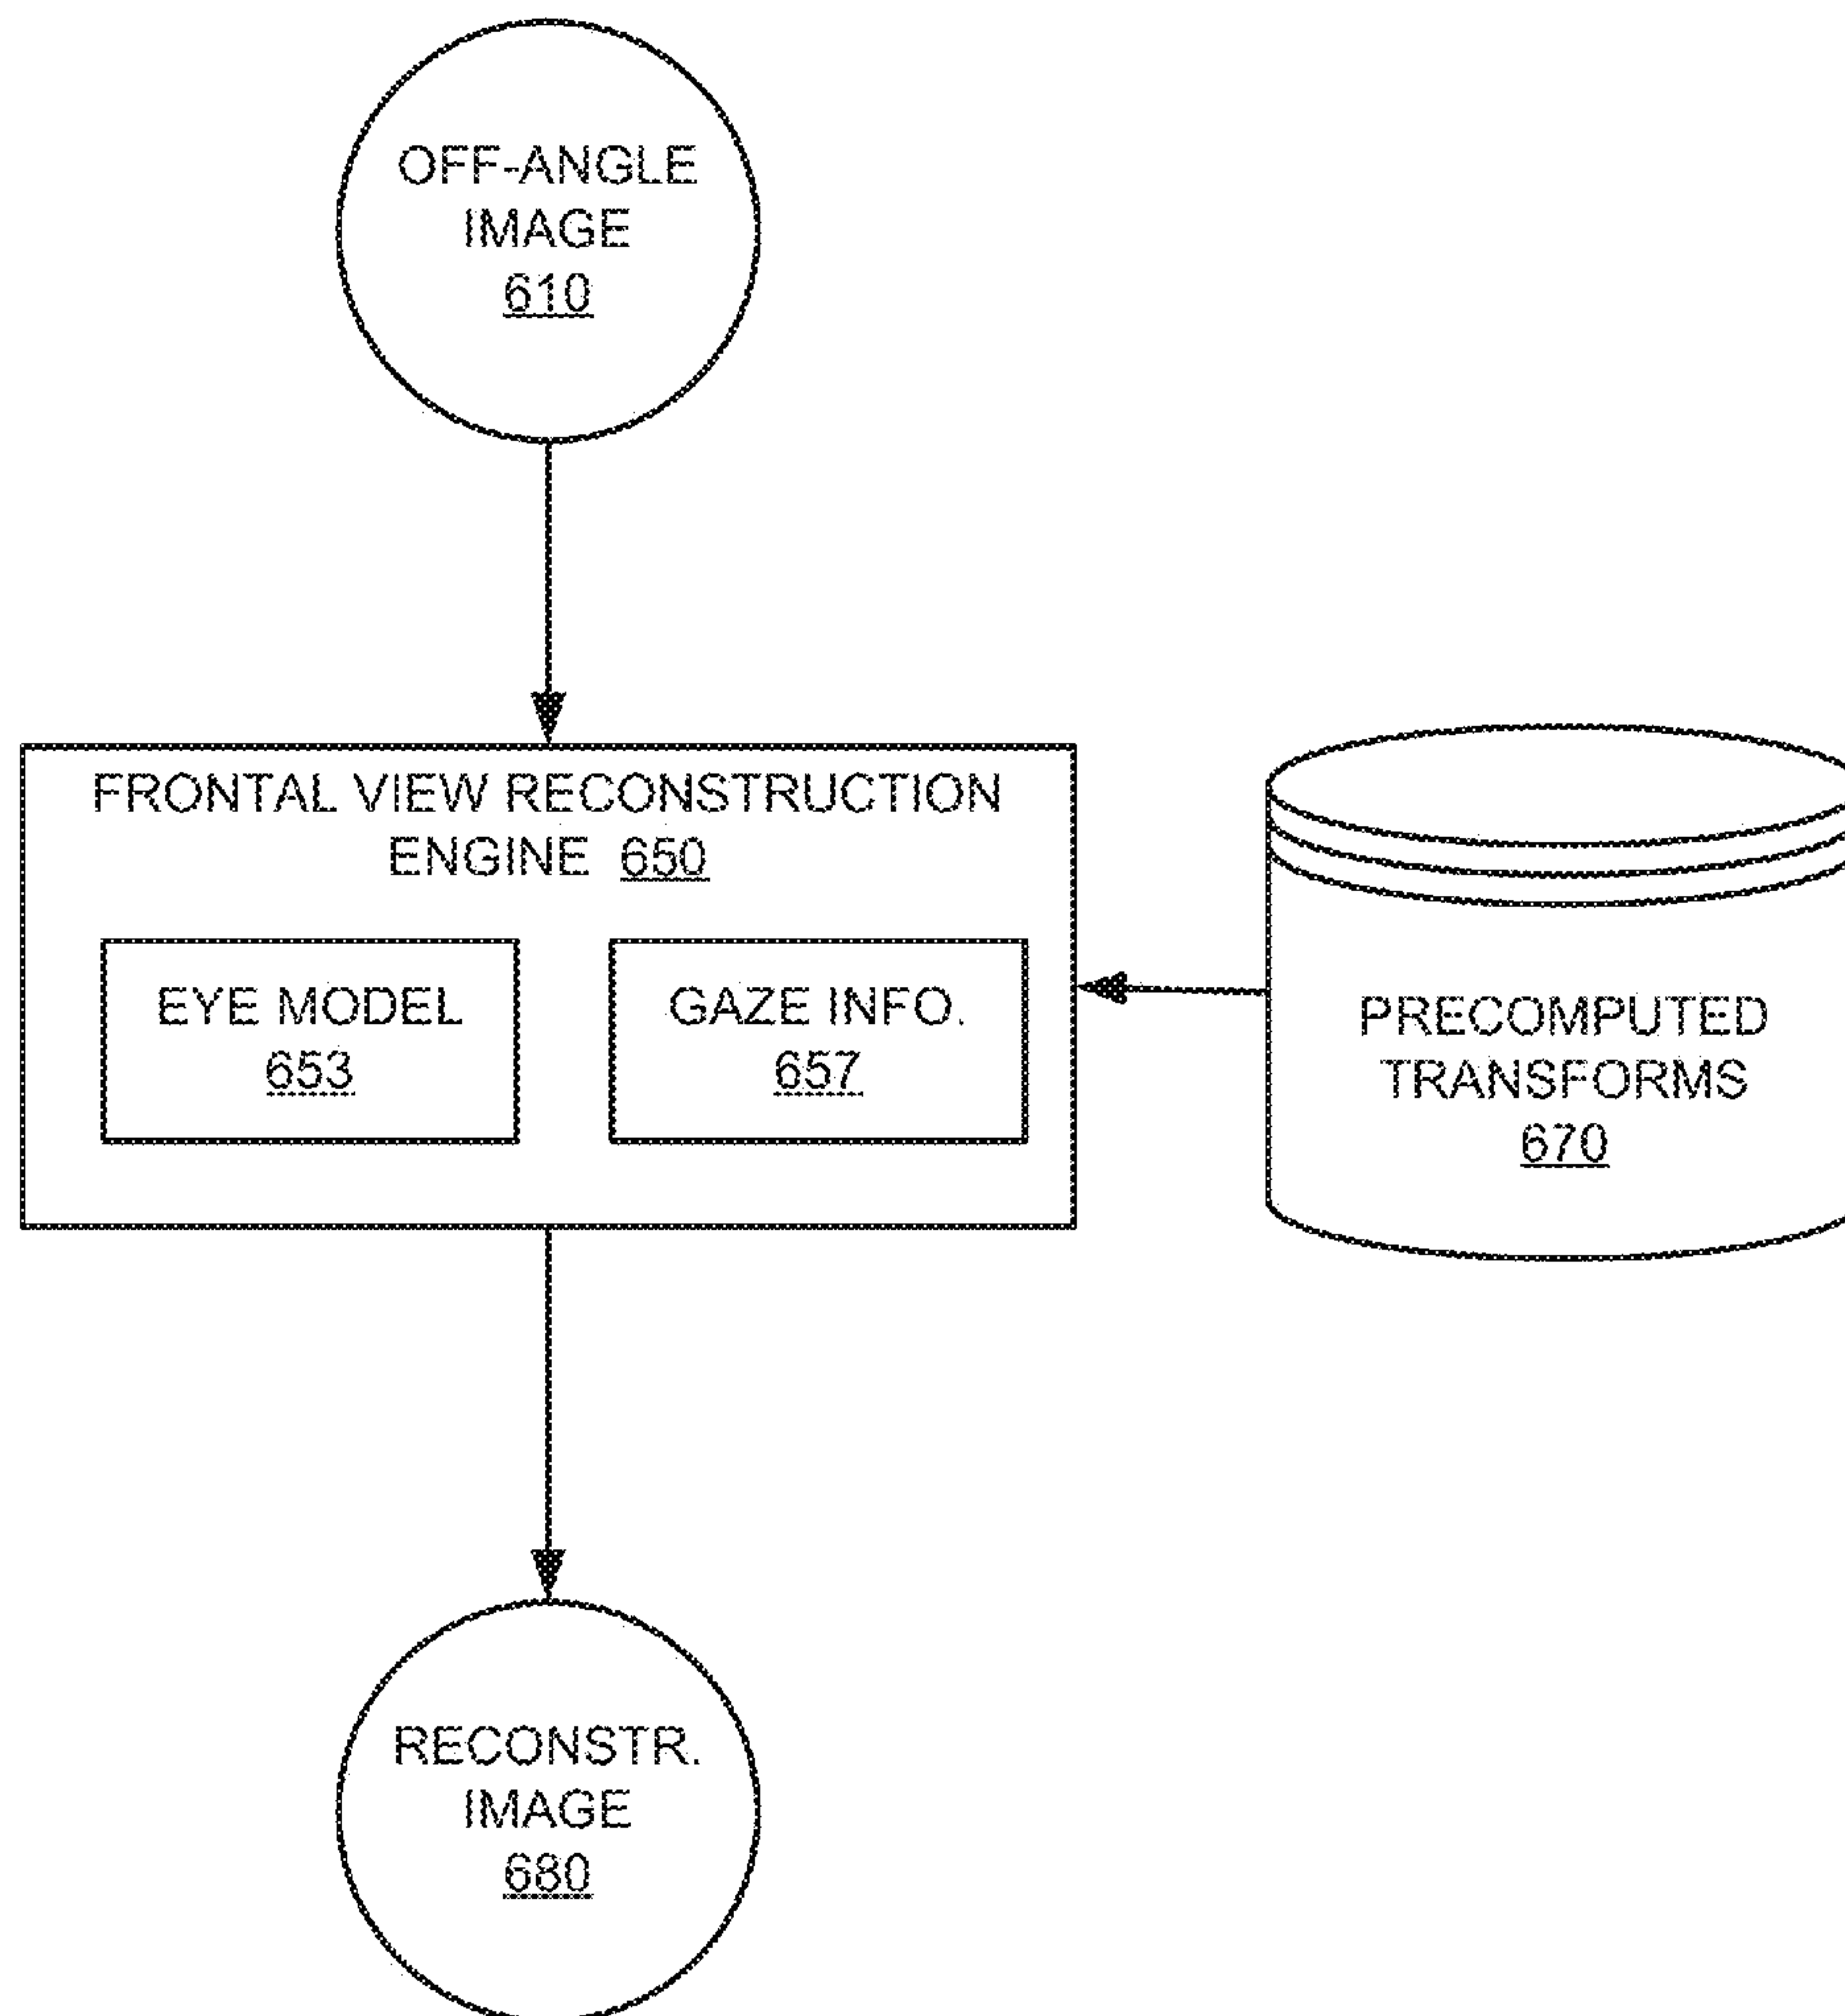 OFF-ANGLE
IMAGE
610
FRONTAL VIEW RECONSTRUCTION
ENGINE 650
EYE MODEL
653
GAZE INFO.
657
PRECOMPUTED
TRANSFORMS
670
RECONSTR.
IMAGE
680